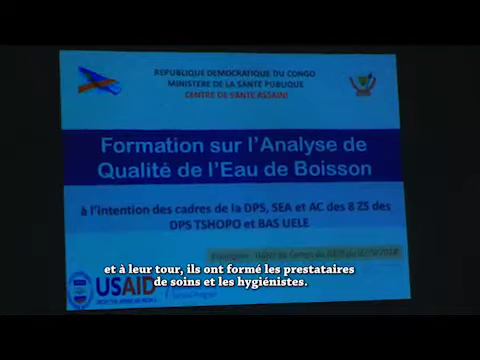 REPUBLIQUE DEMOCRATIQUE DU CONGO
MINISTERE DE LA SANTE PUBLIQUE
CENTRE DE SANTE ASSAINI
Formation sur l'Analyse de
Qualité de l'Eau de Boisson
à l'intention des cadres de la DPS, SEA et AC des 8 ZS des
DPS TSHOPO et BAS UELE
et à leur tour, ils ont formé les prestataires
de soins et les hygiénistes.
USAID